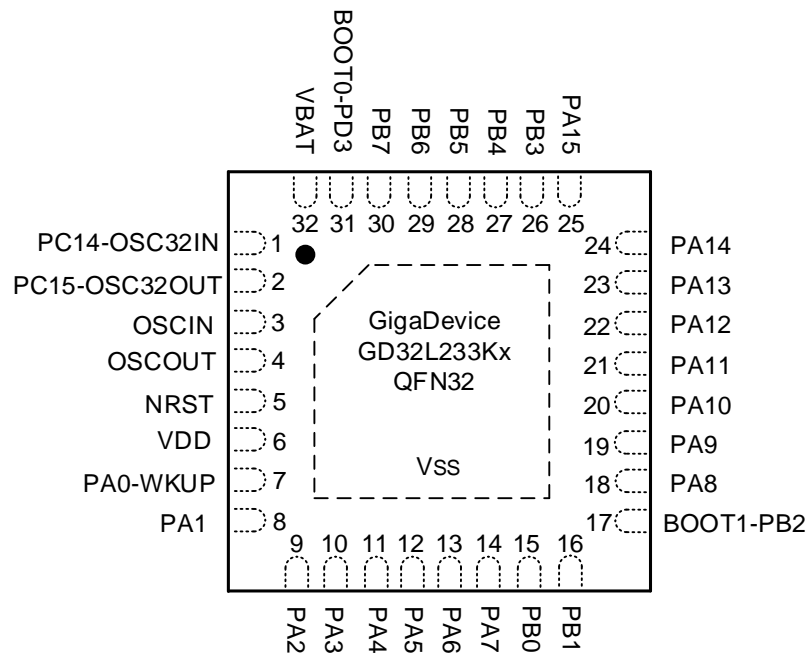 VBAT
BOOT0-PD3
PB7
PB6
PB5
PB4
PB3
PA15
32 31 30 29 28 27 26 25
PC14-OSC32IN 1
PC15-OSC32OUT 2
OSCIN 3
OSCOUT 4
NRST 5
VDD 6
PA0-WKUP 7
PA1 8
GigaDevice
GD32L233Kx
QFN32
Vss
24 PA14
23 PA13
22 PA12
21 PA11
20 PA10
19 PA9
18 PA8
17 BOOT1-PB2
9 10 11 12 13 14 15 16
PA2
PA3
PA4
PA5
PA6
PA7
PB0
PB1